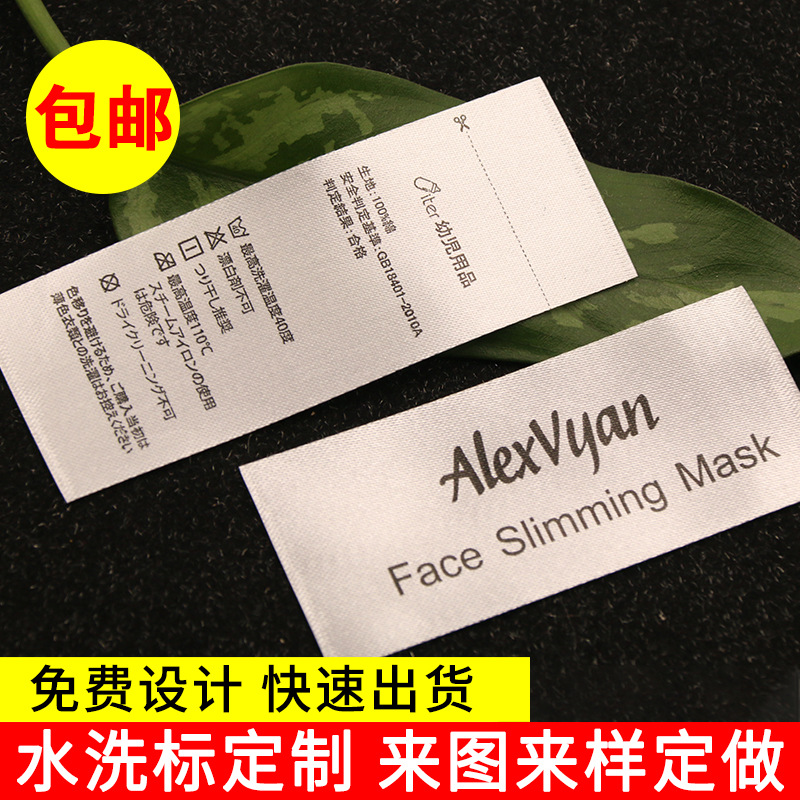 包邮
iter 幼児用品
生地:100%綿
安全判定基準:GB18401-2010A
判定結果:合格
最高洗濯温度40度
漂白剤不可
つり干し推奨
最高温度110℃
スチームアイロンの使用
は危険です
ドライクリーニング不可
色移りを避けるため、ご購入当初は
薄色衣類との洗濯はお控えください
AlexVyan
Face Slimming Mask
免费设计 快速出货
水洗标定制 来图来样定做